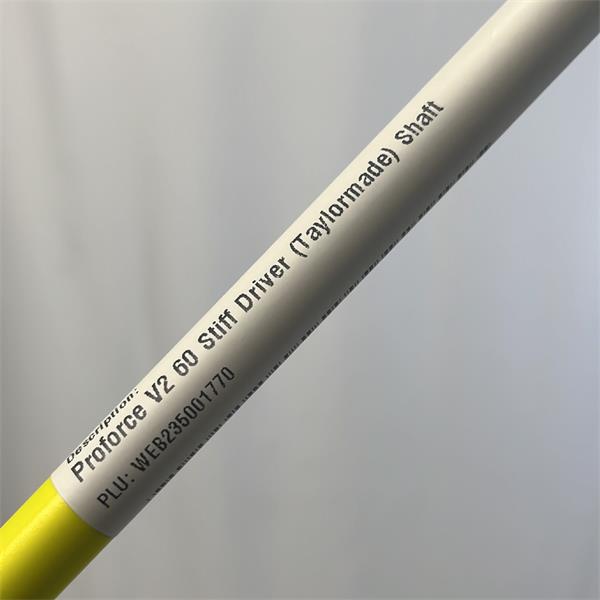 Description:
Proforce V2 60 Stiff Driver (Taylormade) Shaft
PLU: WEB235001770